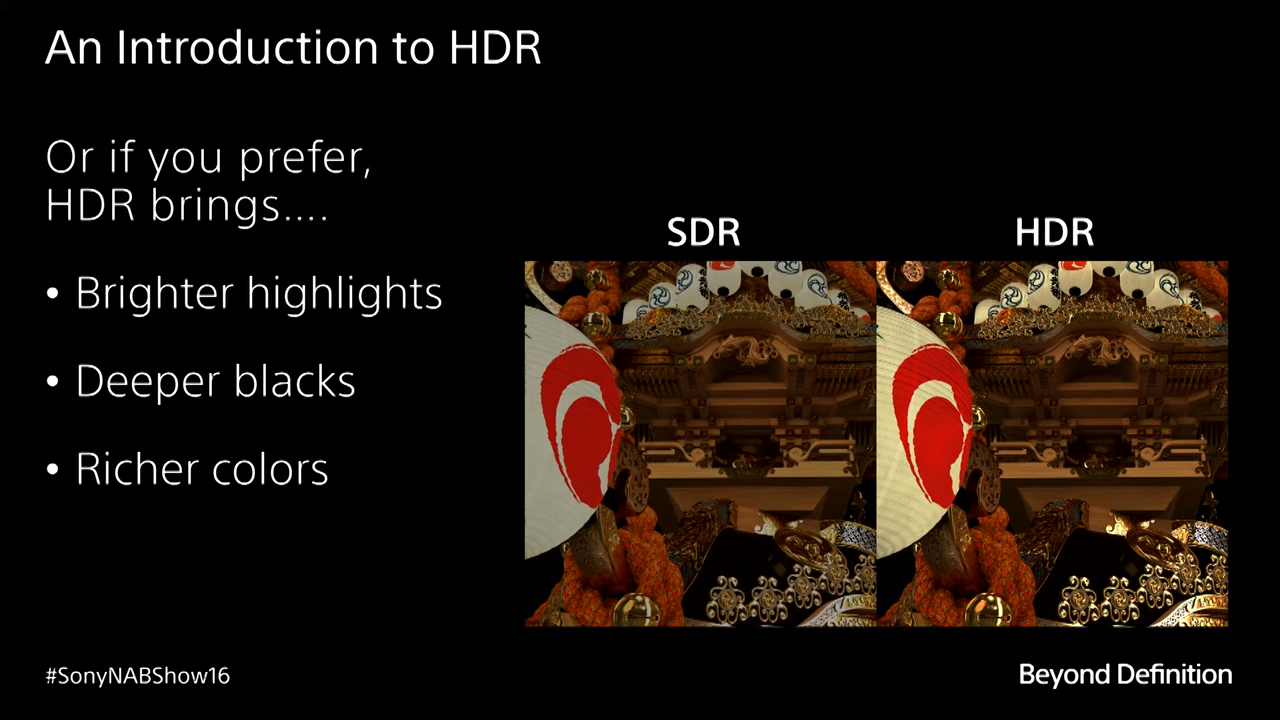 An Introduction to HDR
Or if you prefer,
HDR brings....
• Brighter highlights
• Deeper blacks
• Richer colors
SDR
HDR
#SonyNABShow16
Beyond Definition